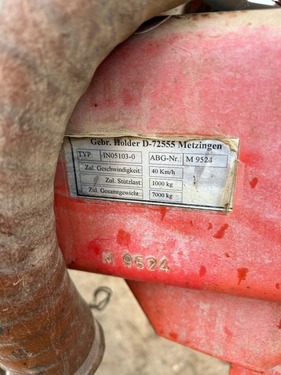 Gebr. Holder D-72555 Metzingen
TYP IN05103-0 ABG-Nr. M 9524
Zul. Geschwindigkeit: 40 Km/h
Zul. Stützlast: 1000 kg
Zul. Gesamtgewicht: 7000 kg
M 9524